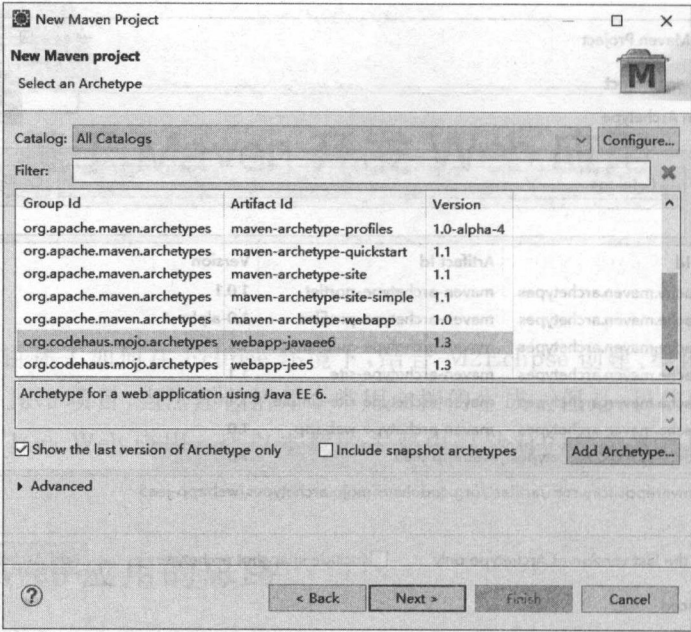 New Maven Project
New Maven project
Select an Archetype
M
Catalog: All Catalogs Configure...
Filter:
Group Id Artifact Id Version
org.apache.maven.archetypes maven-archetype-profiles 1.0-alpha-4
org.apache.maven.archetypes maven-archetype-quickstart 1.1
org.apache.maven.archetypes maven-archetype-site 1.1
org.apache.maven.archetypes maven-archetype-site-simple 1.1
org.apache.maven.archetypes maven-archetype-webapp 1.0
org.codehaus.mojo.archetypes webapp-javaee6 1.3
org.codehaus.mojo.archetypes webapp-jee5 1.3
Archetype for a web application using Java EE 6.
Show the last version of Archetype only Include snapshot archetypes Add Archetype...
Advanced
? < Back Next > Finish Cancel